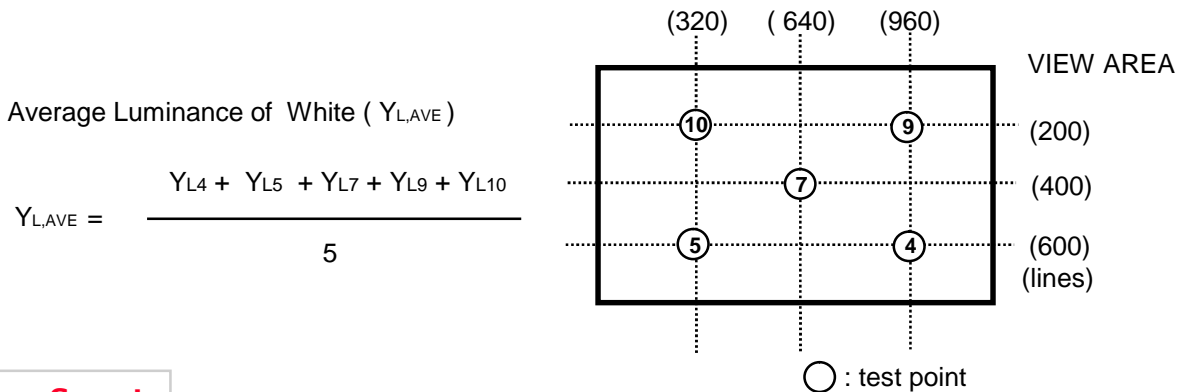 (320) ( 640) (960)
VIEW AREA
Average Luminance of White ( YL,AVE )
10 9 (200)
YL4 + YL5 + YL7 + YL9 + YL10
7 (400)
YL,AVE =
5
5 4 (600)
(lines)
: test point